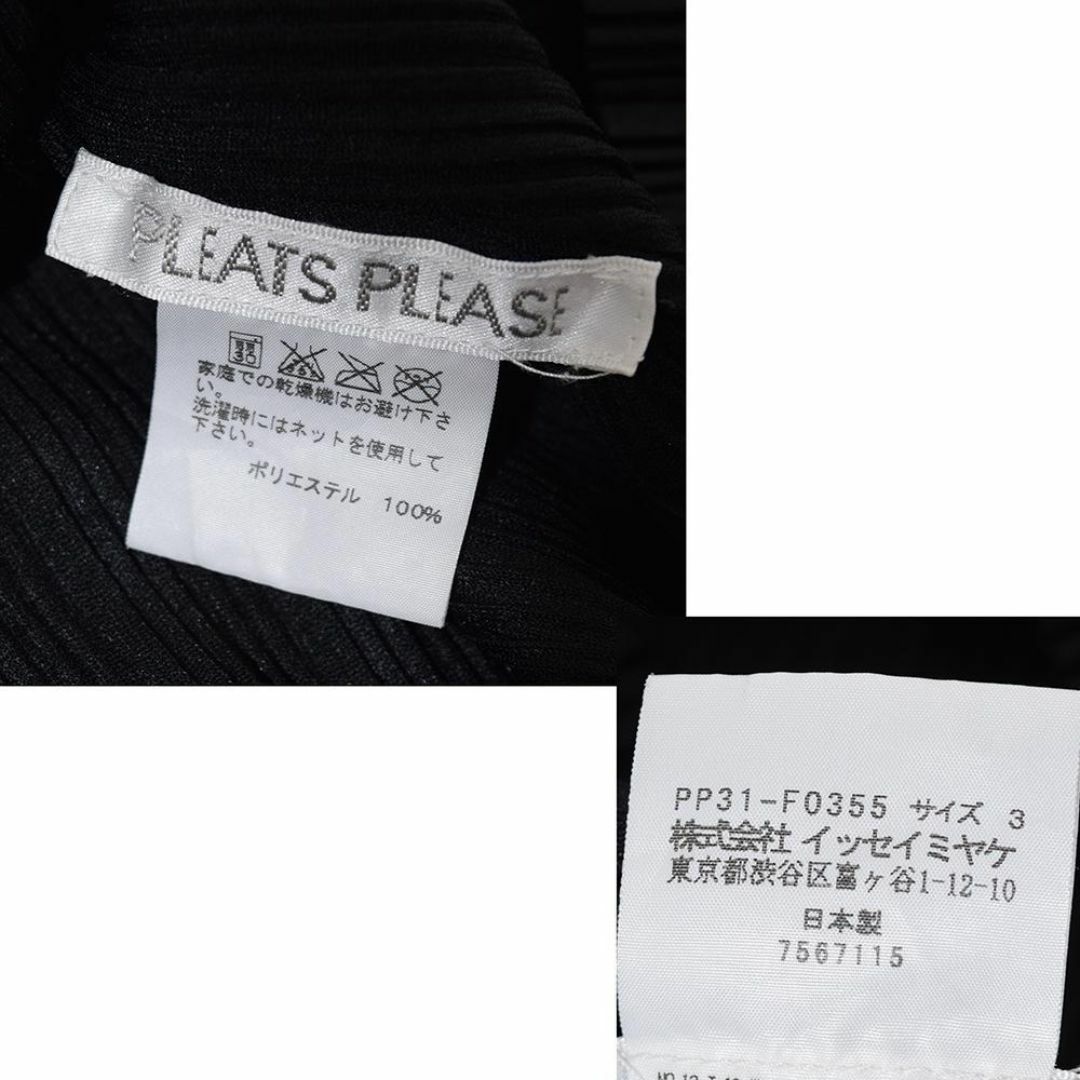 PLEATS PLEASE
家庭での乾燥機はお避け下さ
い。
洗濯時にはネットを使用して
下さい。
ポリエステル 100%
PP31-F0355 サイズ 3
株式会社 イッセイミヤケ
東京都渋谷区富ヶ谷1-12-10
日本製
7567115